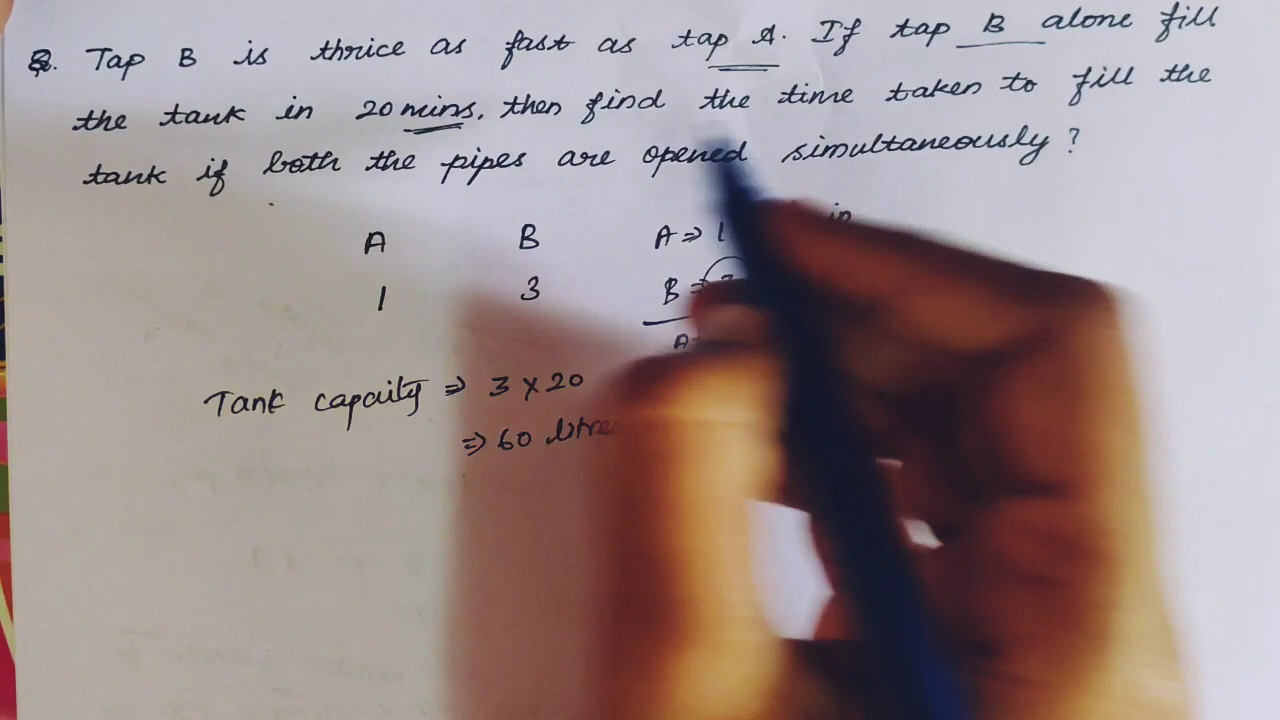 Q. Tap B is thrice as fast as tap A. If tap B alone fill
the tank in 20 mins, then find the time taken to fill the
tank if both the pipes are opened simultaneously?
A B A ⇒ 1 in
1 3 B
A
Tank capaity ⇒ 3 x 20
⇒ 60 litre